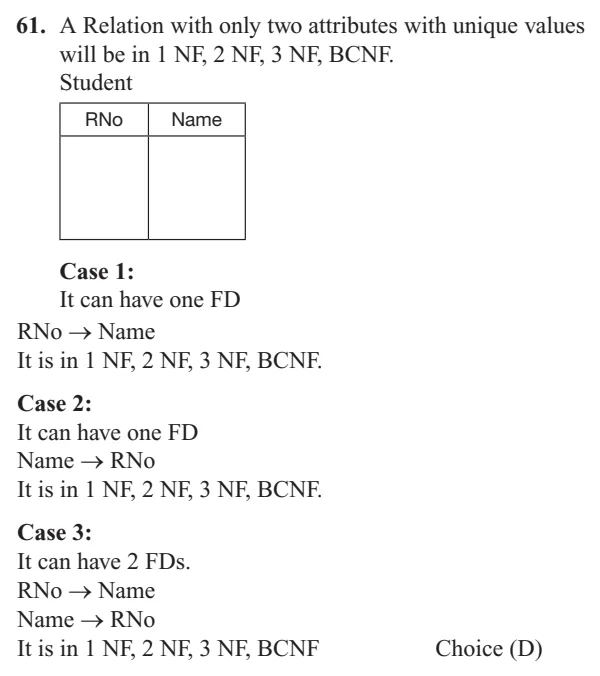 61. A Relation with only two attributes with unique values
will be in 1 NF, 2 NF, 3 NF, BCNF.
Student
RNo Name
Case 1:
It can have one FD
RNo → Name
It is in 1 NF, 2 NF, 3 NF, BCNF.
Case 2:
It can have one FD
Name → RNo
It is in 1 NF, 2 NF, 3 NF, BCNF.
Case 3:
It can have 2 FDs.
RNo → Name
Name → RNo
It is in 1 NF, 2 NF, 3 NF, BCNF Choice (D)